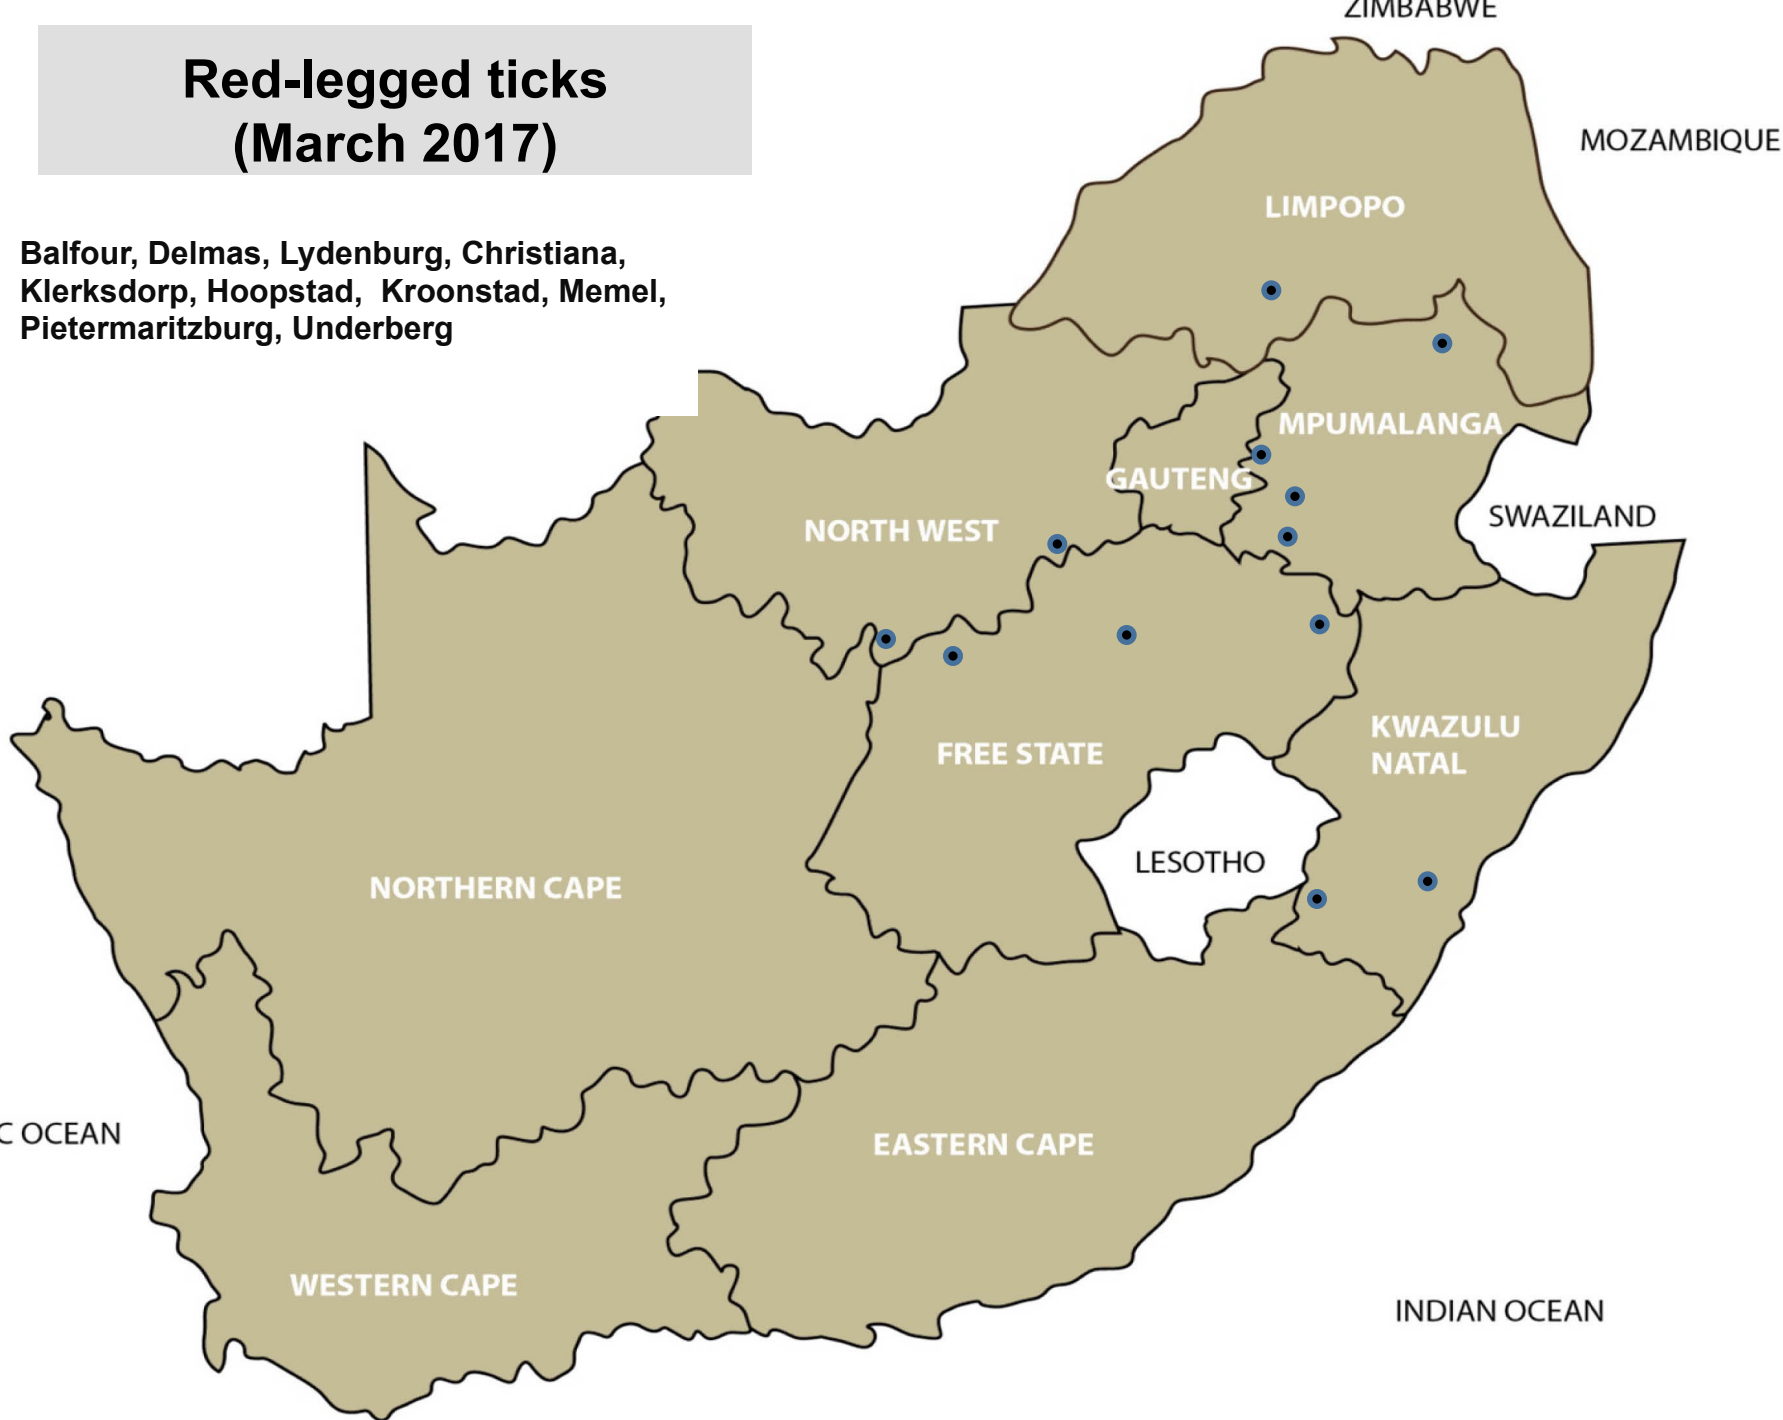 ZIMBABWE
Red-legged ticks
(March 2017)
MOZAMBIQUE
LIMPOPO
Balfour, Delmas, Lydenburg, Christiana,
Klerksdorp, Hoopstad,  Kroonstad, Memel,
Pietermaritzburg, Underberg
MPUMALANGA
GAUTENG
SWAZILAND
NORTH WEST
KWAZULU
NATAL
FREE STATE
LESOTHO
NORTHERN CAPE
C OCEAN
EASTERN CAPE
WESTERN CAPE
INDIAN OCEAN